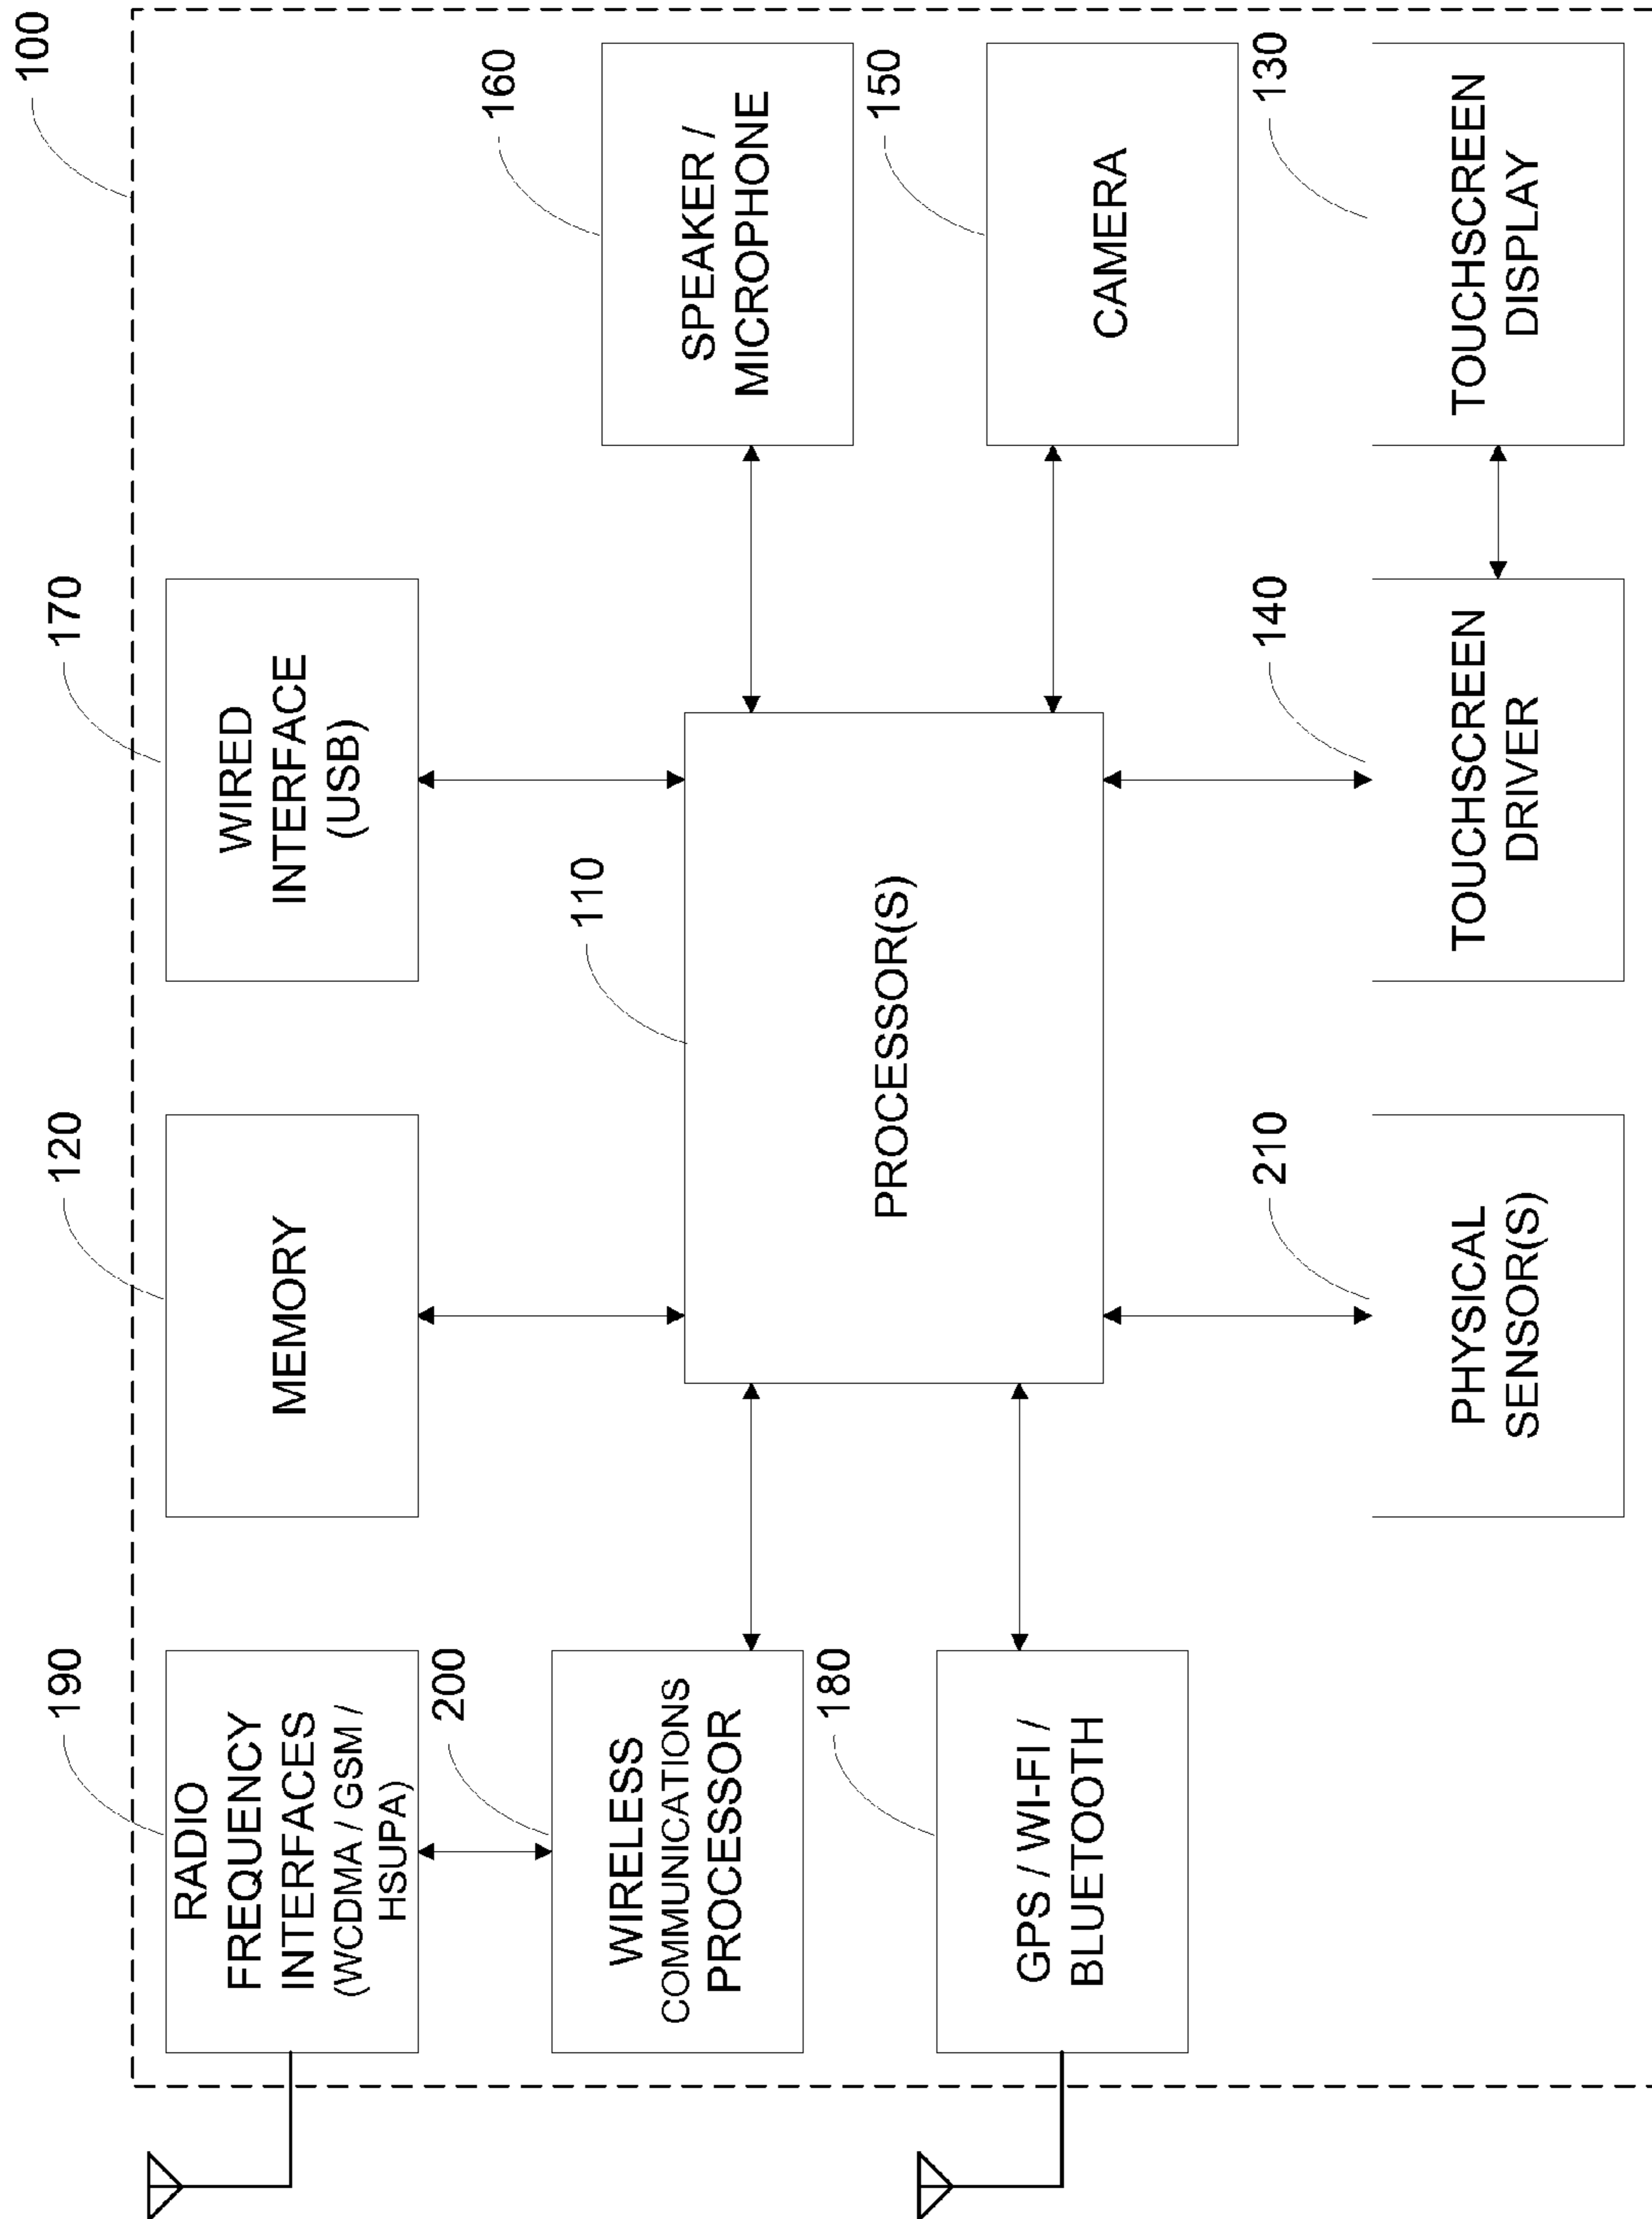 100
190
RADIO
FREQUENCY
INTERFACES
(WCDMA / GSM /
HSUPA)
120
MEMORY
170
WIRED
INTERFACE
(USB)
200
WIRELESS
COMMUNICATIONS
PROCESSOR
110
PROCESSOR(S)
160
SPEAKER /
MICROPHONE
180
GPS / WI-FI /
BLUETOOTH
150
CAMERA
210
PHYSICAL
SENSOR(S)
140
TOUCHSCREEN
DRIVER
130
TOUCHSCREEN
DISPLAY